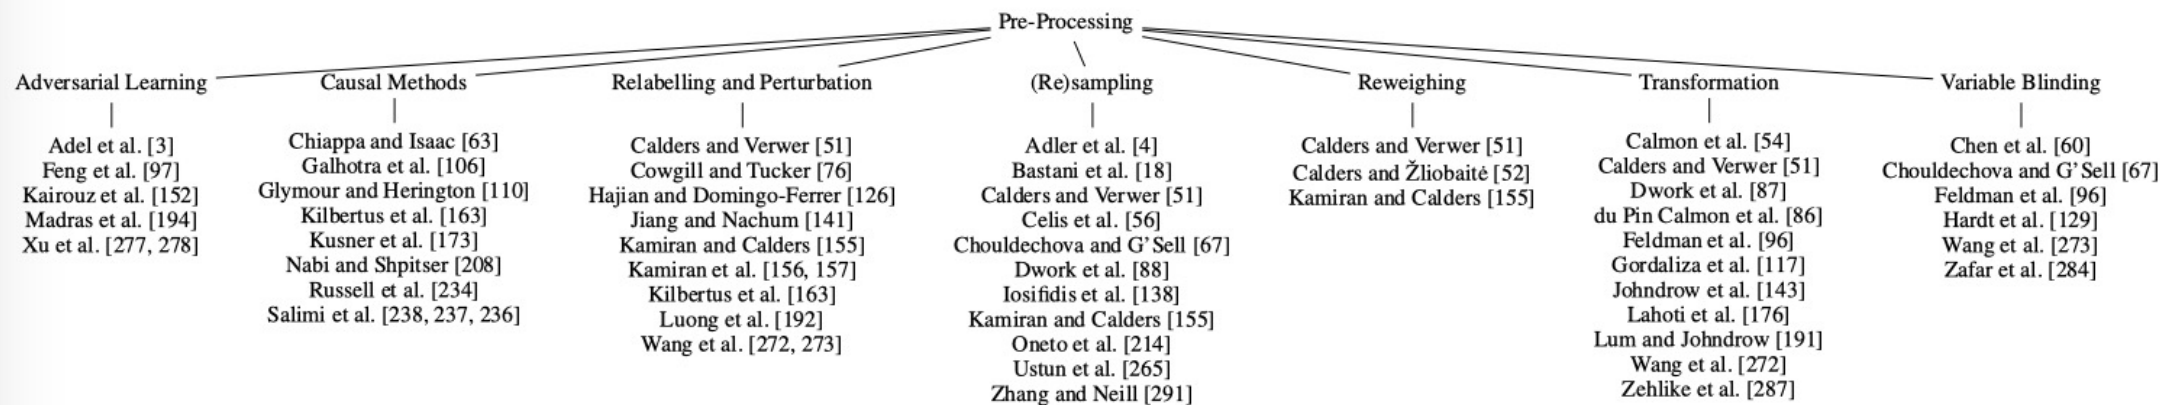 Pre-Processing
Adversarial Learning
Adel et al. [3]
Feng et al. [97]
Kairouz et al. [152]
Madras et al. [194]
Xu et al. [277, 278]
Causal Methods
Chiappa and Isaac [63]
Galhotra et al. [106]
Glymour and Herington [110]
Kilbertus et al. [163]
Kusner et al. [173]
Nabi and Shpitser [208]
Russell et al. [234]
Salimi et al. [238, 237, 236]
Relabelling and Perturbation
Calders and Verwer [51]
Cowgill and Tucker [76]
Hajian and Domingo-Ferrer [126]
Jiang and Nachum [141]
Kamiran and Calders [155]
Kamiran et al. [156, 157]
Kilbertus et al. [163]
Luong et al. [192]
Wang et al. [272, 273]
(Re)sampling
Adler et al. [4]
Bastani et al. [18]
Calders and Verwer [51]
Celis et al. [56]
Chouldechova and G'Sell [67]
Dwork et al. [88]
Iosifidis et al. [138]
Kamiran and Calders [155]
Oneto et al. [214]
Ustun et al. [265]
Zhang and Neill [291]
Reweighing
Calders and Verwer [51]
Calders and Žliobaitė [52]
Kamiran and Calders [155]
Transformation
Calmon et al. [54]
Calders and Verwer [51]
Dwork et al. [87]
du Pin Calmon et al. [86]
Feldman et al. [96]
Gordaliza et al. [117]
Johndrow et al. [143]
Lahoti et al. [176]
Lum and Johndrow [191]
Wang et al. [272]
Zehlike et al. [287]
Variable Blinding
Chen et al. [60]
Chouldechova and G'Sell [67]
Feldman et al. [96]
Hardt et al. [129]
Wang et al. [273]
Zafar et al. [284]